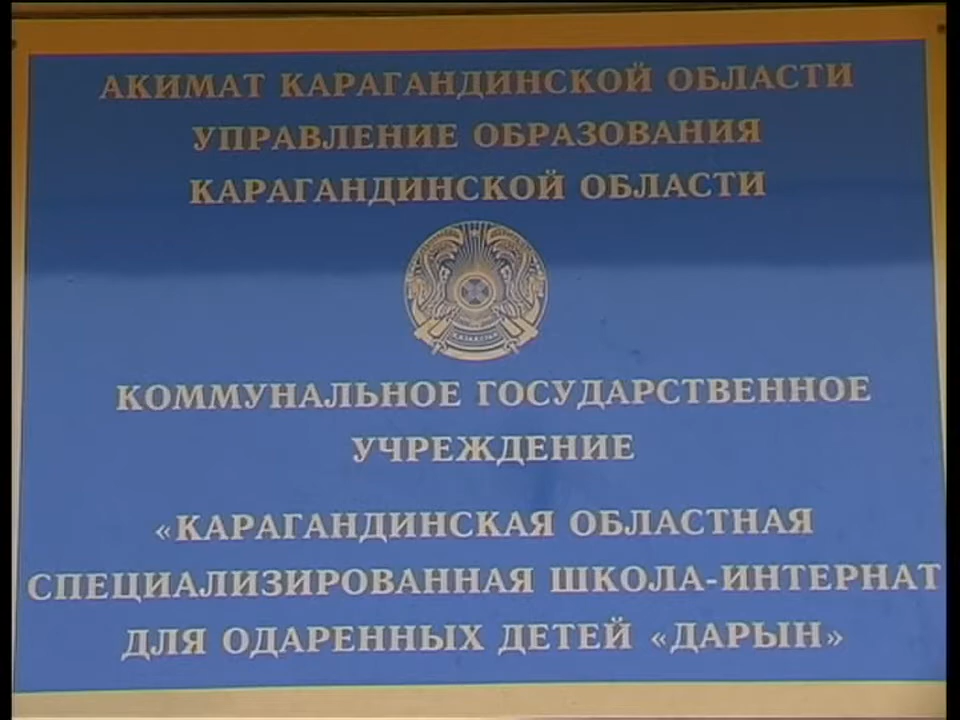 АКИМАТ КАРАГАНДИНСКОЙ ОБЛАСТИ
УПРАВЛЕНИЕ ОБРАЗОВАНИЯ
КАРАГАНДИНСКОЙ ОБЛАСТИ
ҚАЗАҚСТАН
КОММУНАЛЬНОЕ ГОСУДАРСТВЕННОЕ
УЧРЕЖДЕНИЕ
«КАРАГАНДИНСКАЯ ОБЛАСТНАЯ
СПЕЦИАЛИЗИРОВАННАЯ ШКОЛА-ИНТЕРНАТ
ДЛЯ ОДАРЕННЫХ ДЕТЕЙ «ДАРЫН»